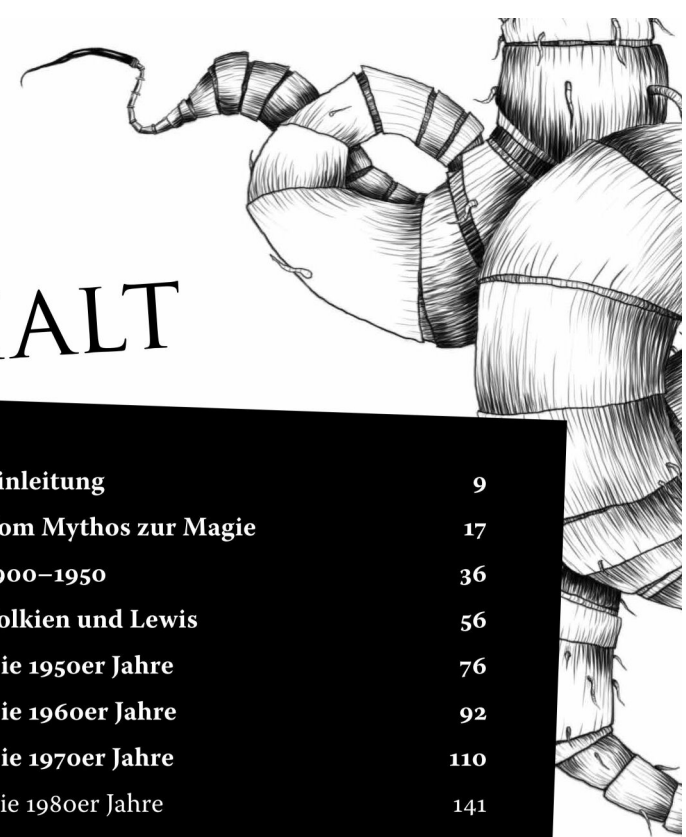 ALT
inleitung 9
om Mythos zur Magie 17
900–1950 36
olkien und Lewis 56
ie 1950er Jahre 76
ie 1960er Jahre 92
ie 1970er Jahre 110
ie 1980er Jahre 141